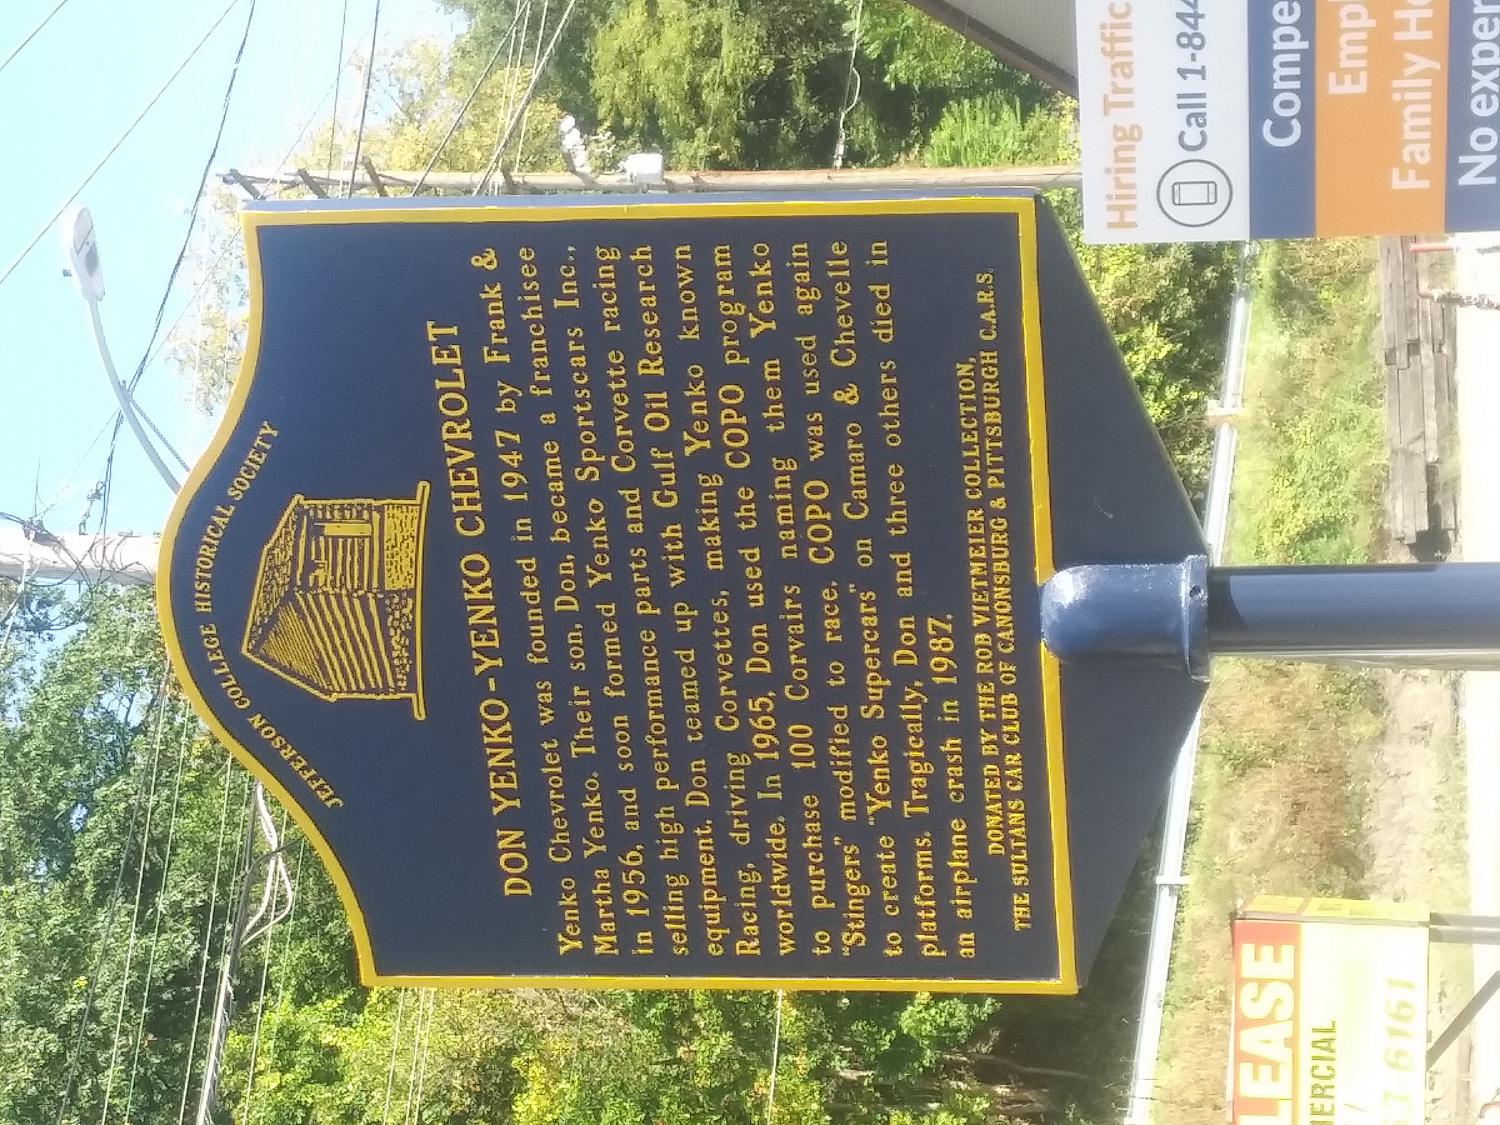 JEFFERSON COLLEGE HISTORICAL SOCIETY
DON YENKO-YENKO CHEVROLET
Yenko Chevrolet was founded in 1947 by Frank &
Martha Yenko. Their son, Don, became a franchisee
in 1956, and soon formed Yenko Sportscars Inc.,
selling high performance parts and Corvette racing
equipment. Don teamed up with Gulf Oil Research
Racing, driving Corvettes, making Yenko known
worldwide. In 1965, Don used the COPO program
to purchase 100 Corvairs naming them Yenko
"Stingers" modified to race. COPO was used again
to create "Yenko Supercars" on Camaro & Chevelle
platforms. Tragically, Don and three others died in
an airplane crash in 1987.
DONATED BY THE ROB VIETMEIER COLLECTION,
THE SULTANS CAR CLUB OF CANONSBURG & PITTSBURGH C.A.R.S.
Hiring Traffic
Call 1-844
Compe
Empl
Family Ho
No exper
LEASE
MERCIAL
63-6161